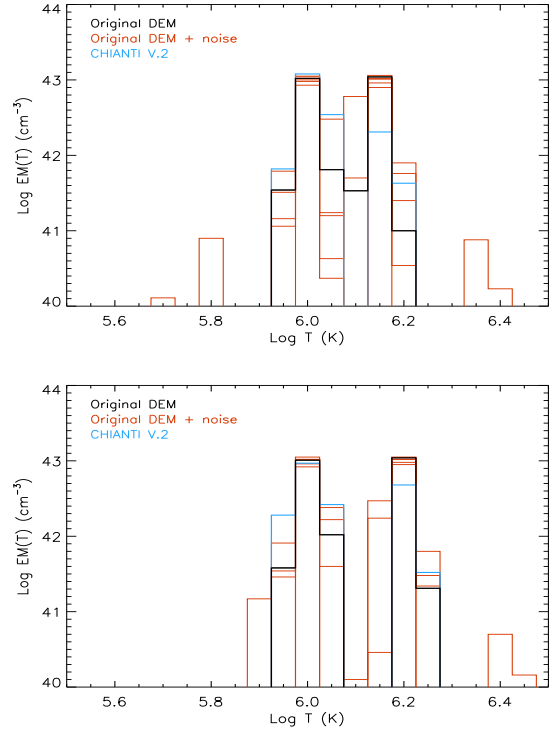 44
Original DEM
Original DEM + noise
CHIANTI V.2
43
42
41
40
Log EM(T) (cm⁻³)
5.6 5.8 6.0 6.2 6.4
Log T (K)
44
Original DEM
Original DEM + noise
CHIANTI V.2
43
42
41
40
Log EM(T) (cm⁻³)
5.6 5.8 6.0 6.2 6.4
Log T (K)